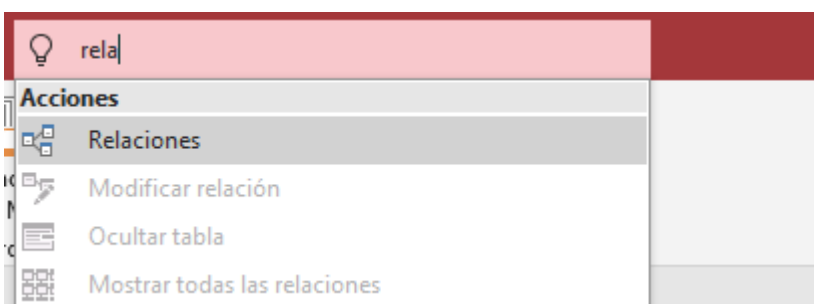 rela
Acciones
Relaciones
Modificar relación
Ocultar tabla
Mostrar todas las relaciones